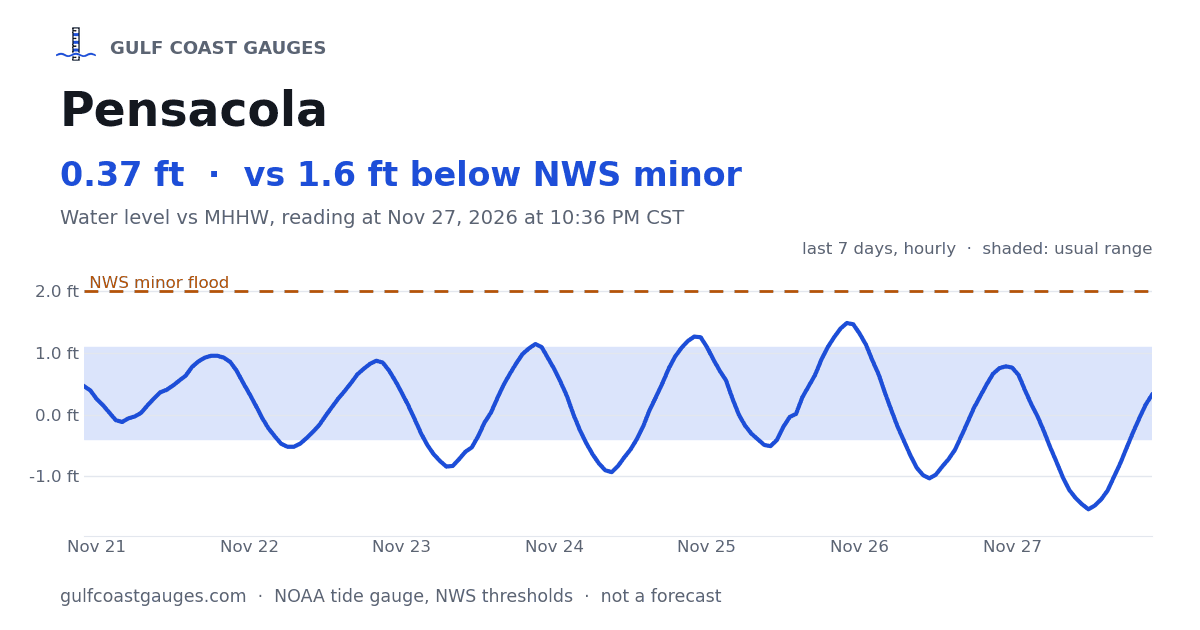 GULF COAST GAUGES
Pensacola
0.37 ft · vs 1.6 ft below NWS minor
Water level vs MHHW, reading at Nov 27, 2026 at 10:36 PM CST
last 7 days, hourly · shaded: usual range
NWS minor flood
2.0 ft
1.0 ft
0.0 ft
-1.0 ft
Nov 21 Nov 22 Nov 23 Nov 24 Nov 25 Nov 26 Nov 27
gulfcoastgauges.com · NOAA tide gauge, NWS thresholds · not a forecast